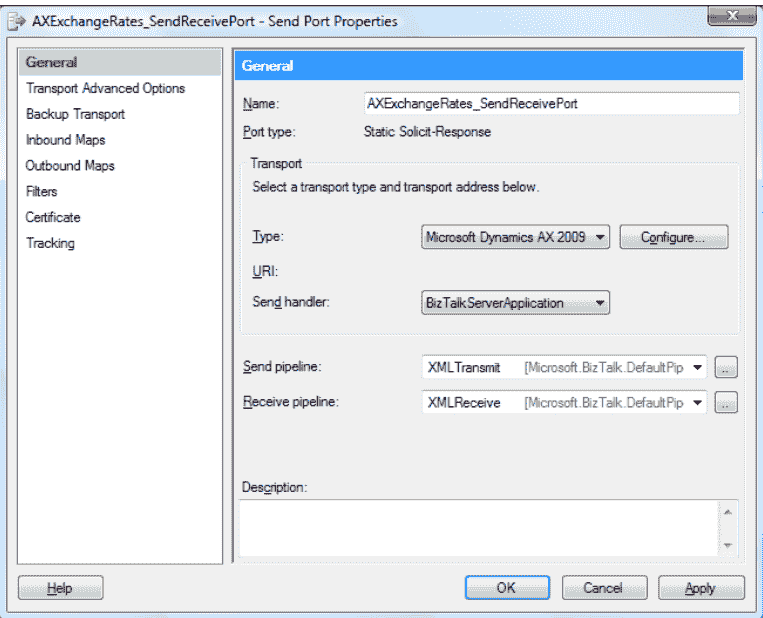 AXExchangeRates_SendReceivePort - Send Port Properties
General
Transport Advanced Options
Backup Transport
Inbound Maps
Outbound Maps
Filters
Certificate
Tracking
General
Name: AXExchangeRates_SendReceivePort
Port type: Static Solicit-Response
Transport
Select a transport type and transport address below.
Type: Microsoft Dynamics AX 2009 Configure...
URI:
Send handler: BizTalkServerApplication
Send pipeline: XMLTransmit [Microsoft.BizTalk.DefaultPip ...
Receive pipeline: XMLReceive [Microsoft.BizTalk.DefaultPip ...
Description:
Help OK Cancel Apply